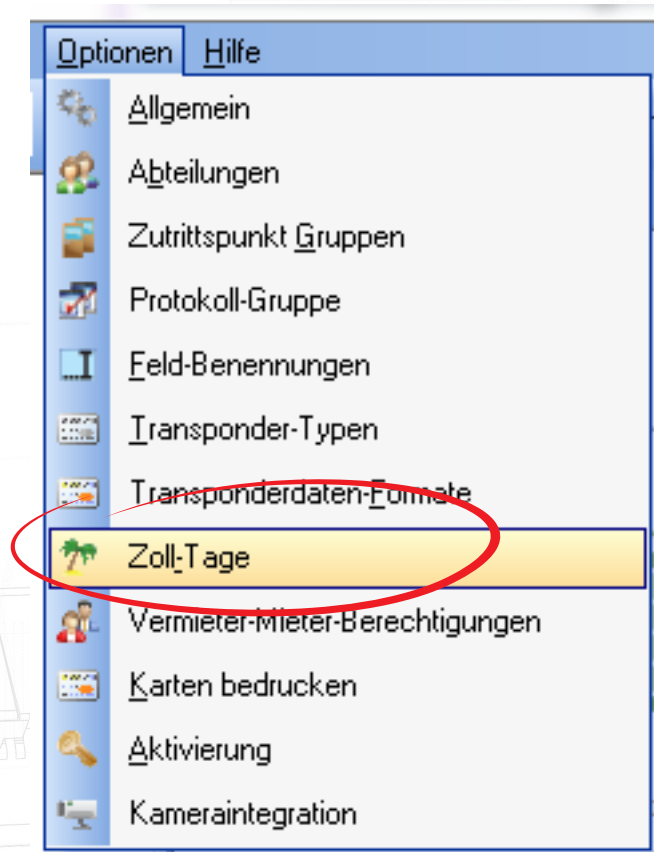 Optionen Hilfe
Allgemein
Abteilungen
Zutrittspunkt Gruppen
Protokoll-Gruppe
Feld-Benennungen
Transponder-Typen
Transponderdaten-Formate
Zoll-Tage
Vermieter-Mieter-Berechtigungen
Karten bedrucken
Aktivierung
Kameraintegration